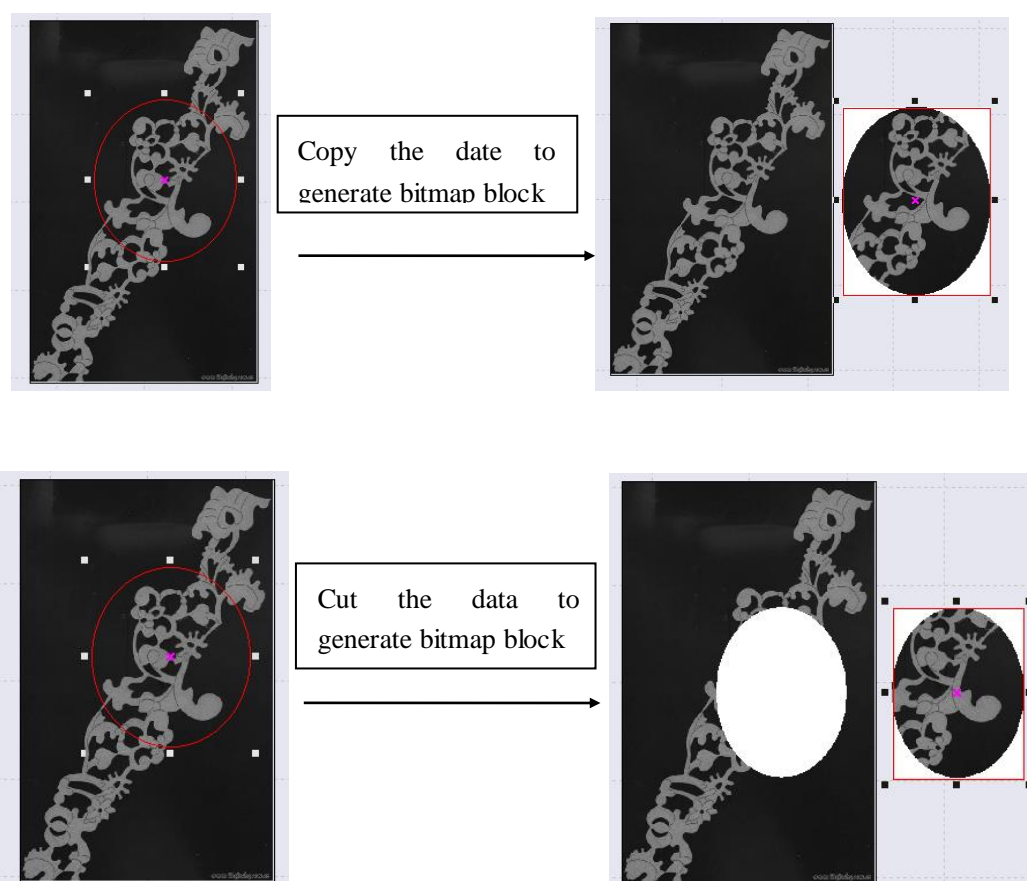 Copy the date to
generate bitmap block
Cut the data to
generate bitmap block